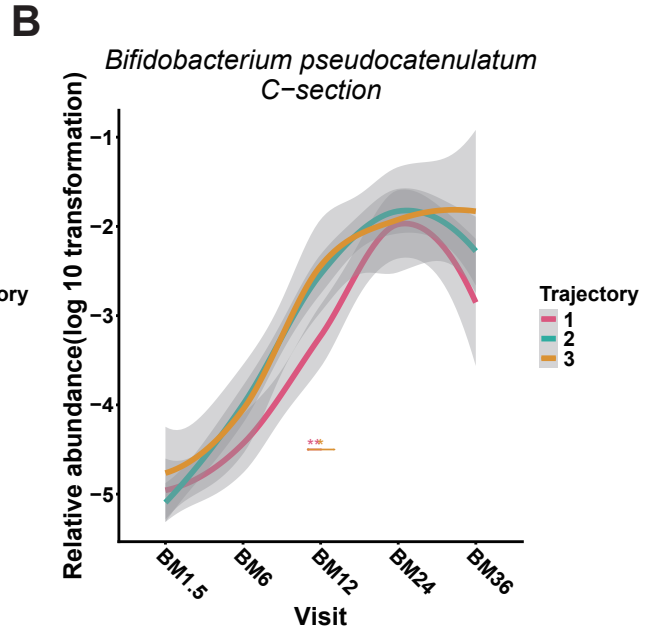 B
Bifidobacterium pseudocatenulatum
C−section
Relative abundance(log 10 transformation)
−1
−2
−3
−4
−5
***
BM1.5
BM6
BM12
BM24
BM36
Visit
ory
Trajectory
1
2
3